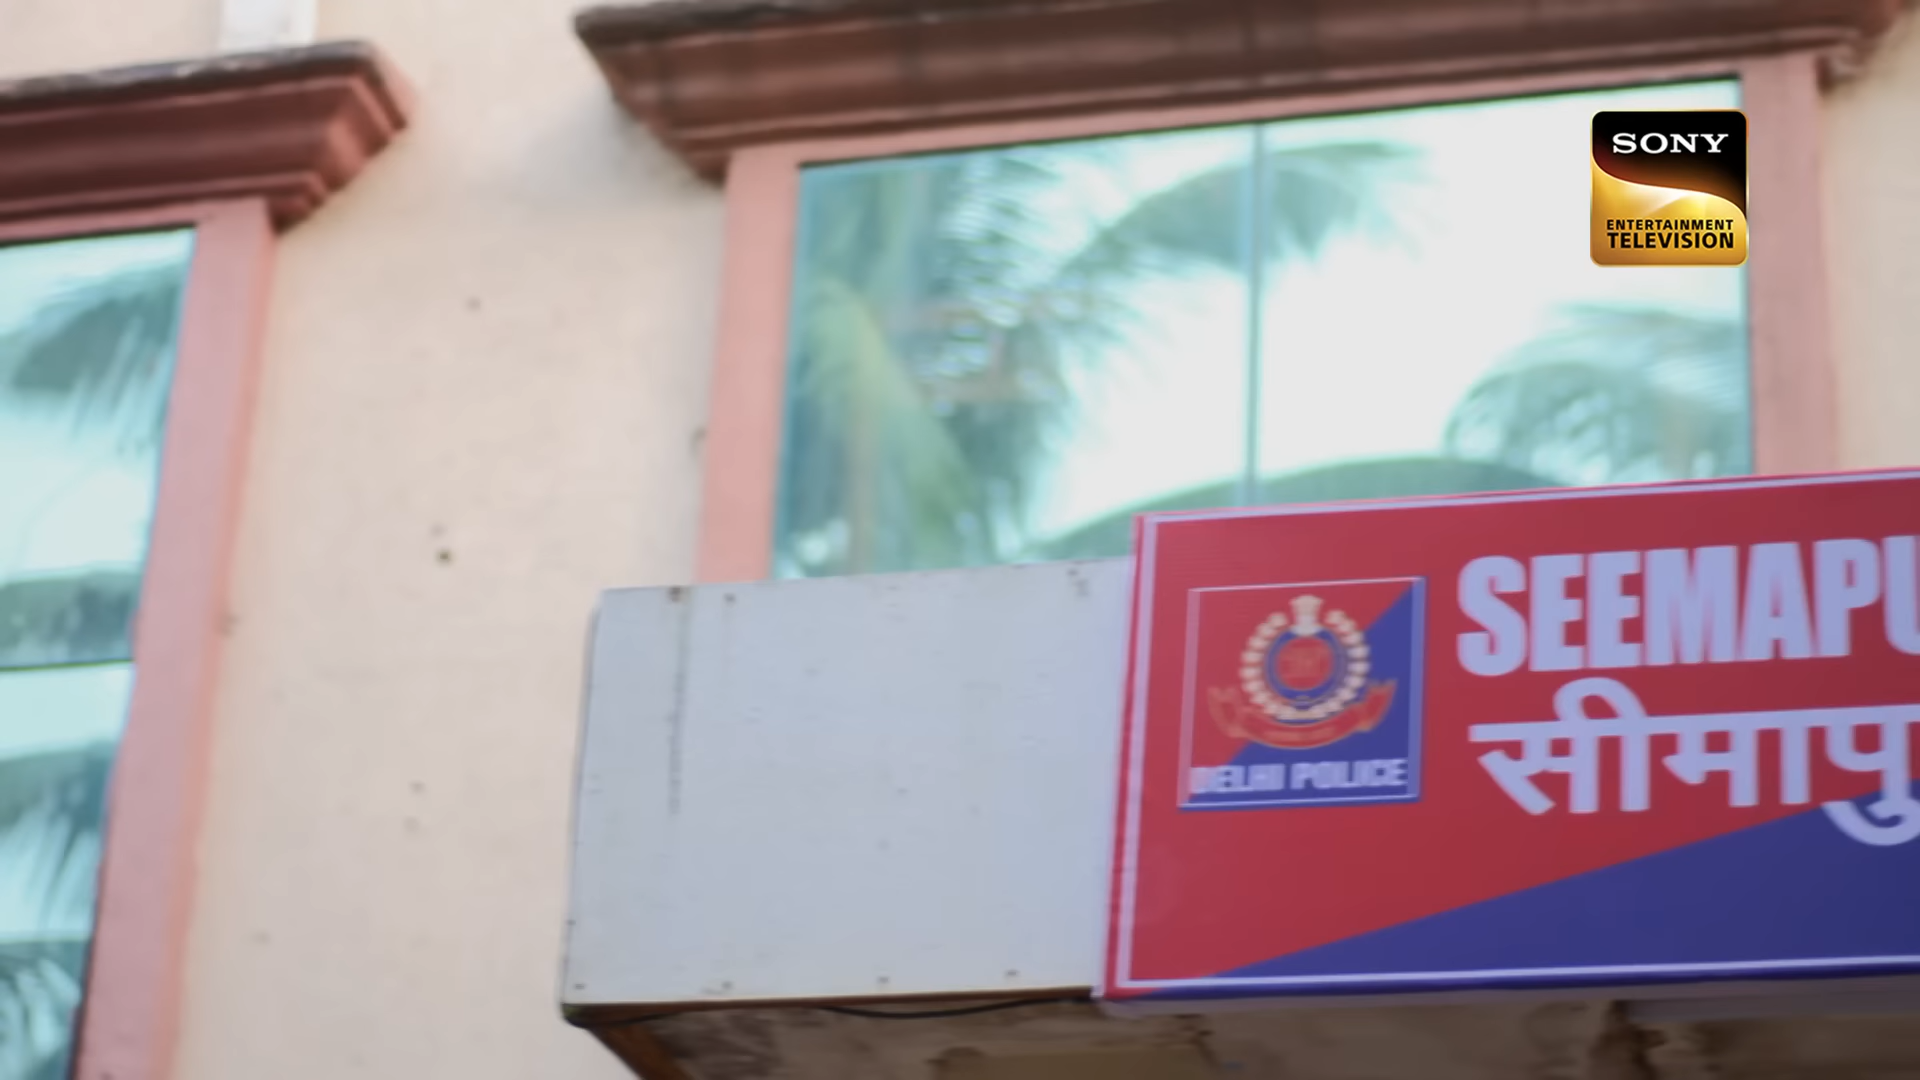 SONY
ENTERTAINMENT
TELEVISION
SEEMAPU
सीमापु
DELHI POLICE